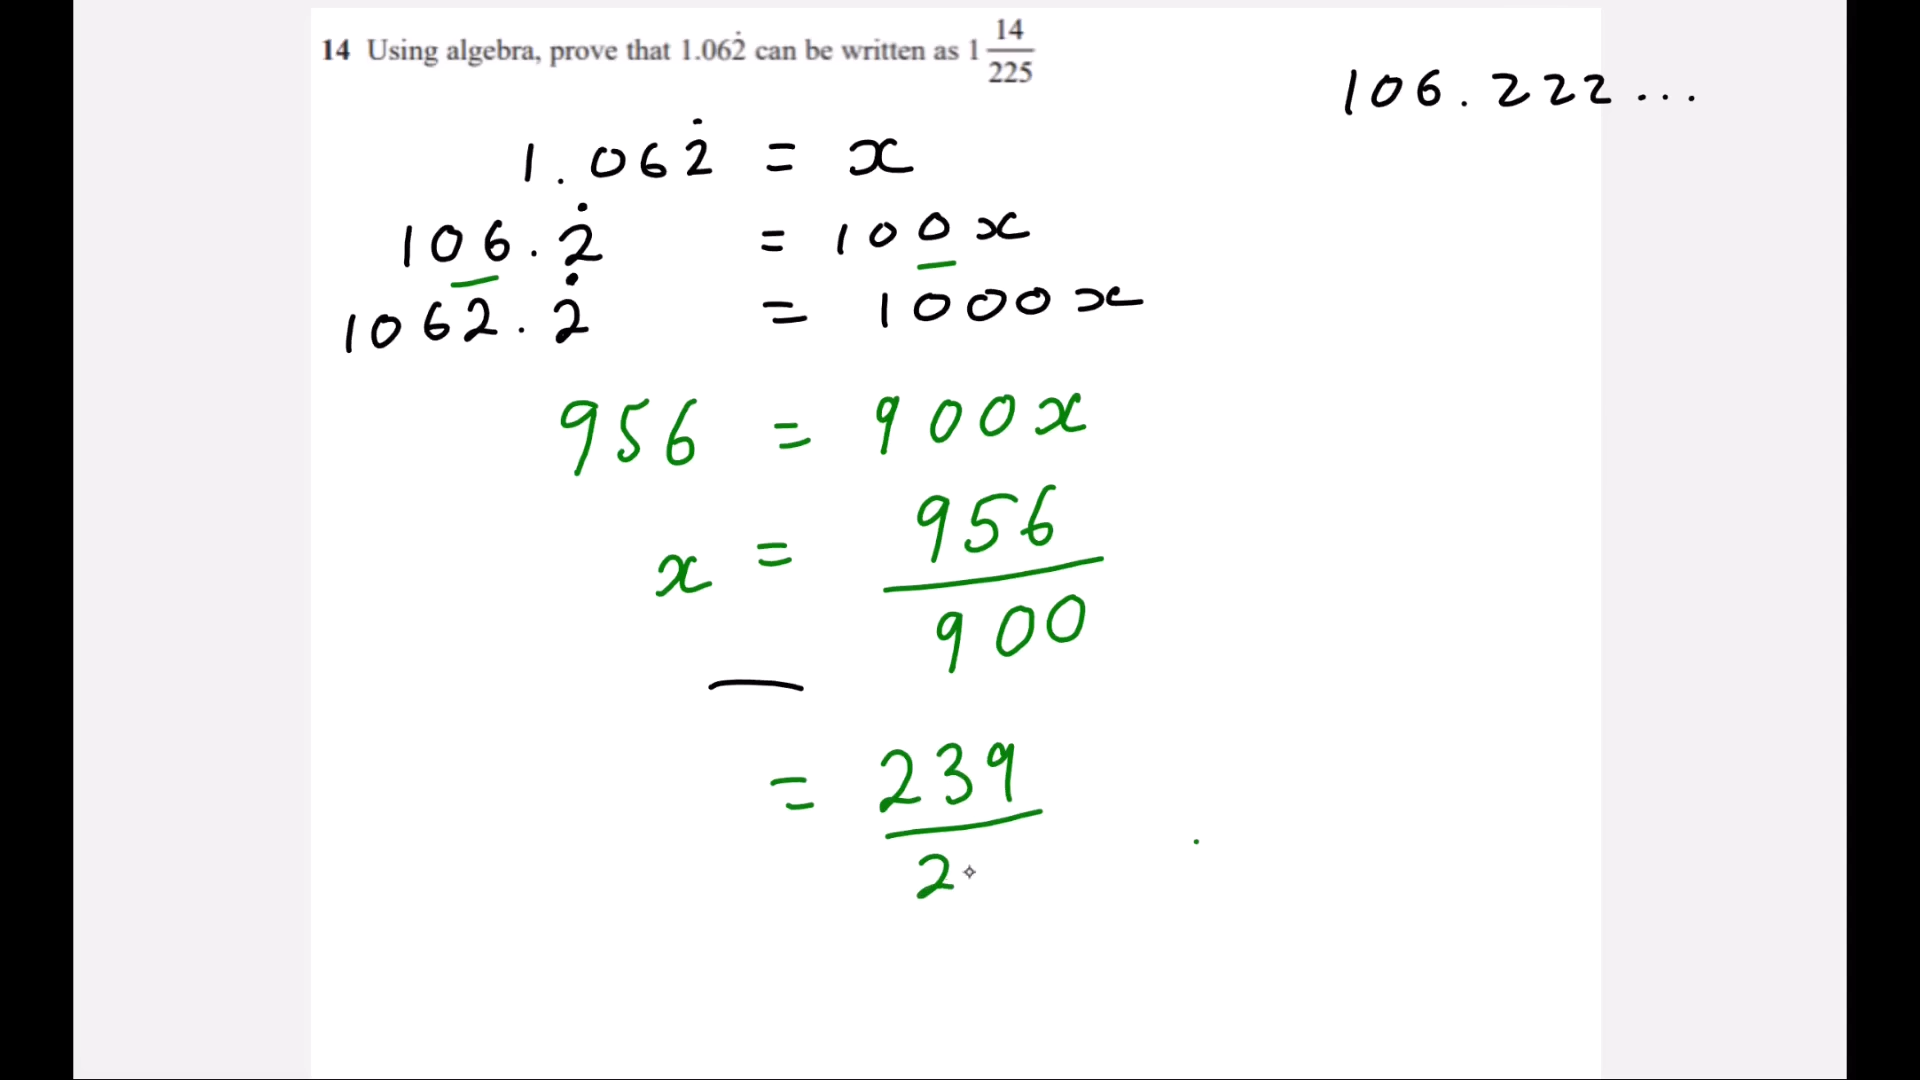 14 Using algebra, prove that 1.062̇ can be written as 1 14/225
106.222...
1.062̇ = x
106.2̇ = 100x
1062.2̇ = 1000x
956 = 900x
x = 956/900
= 239/2